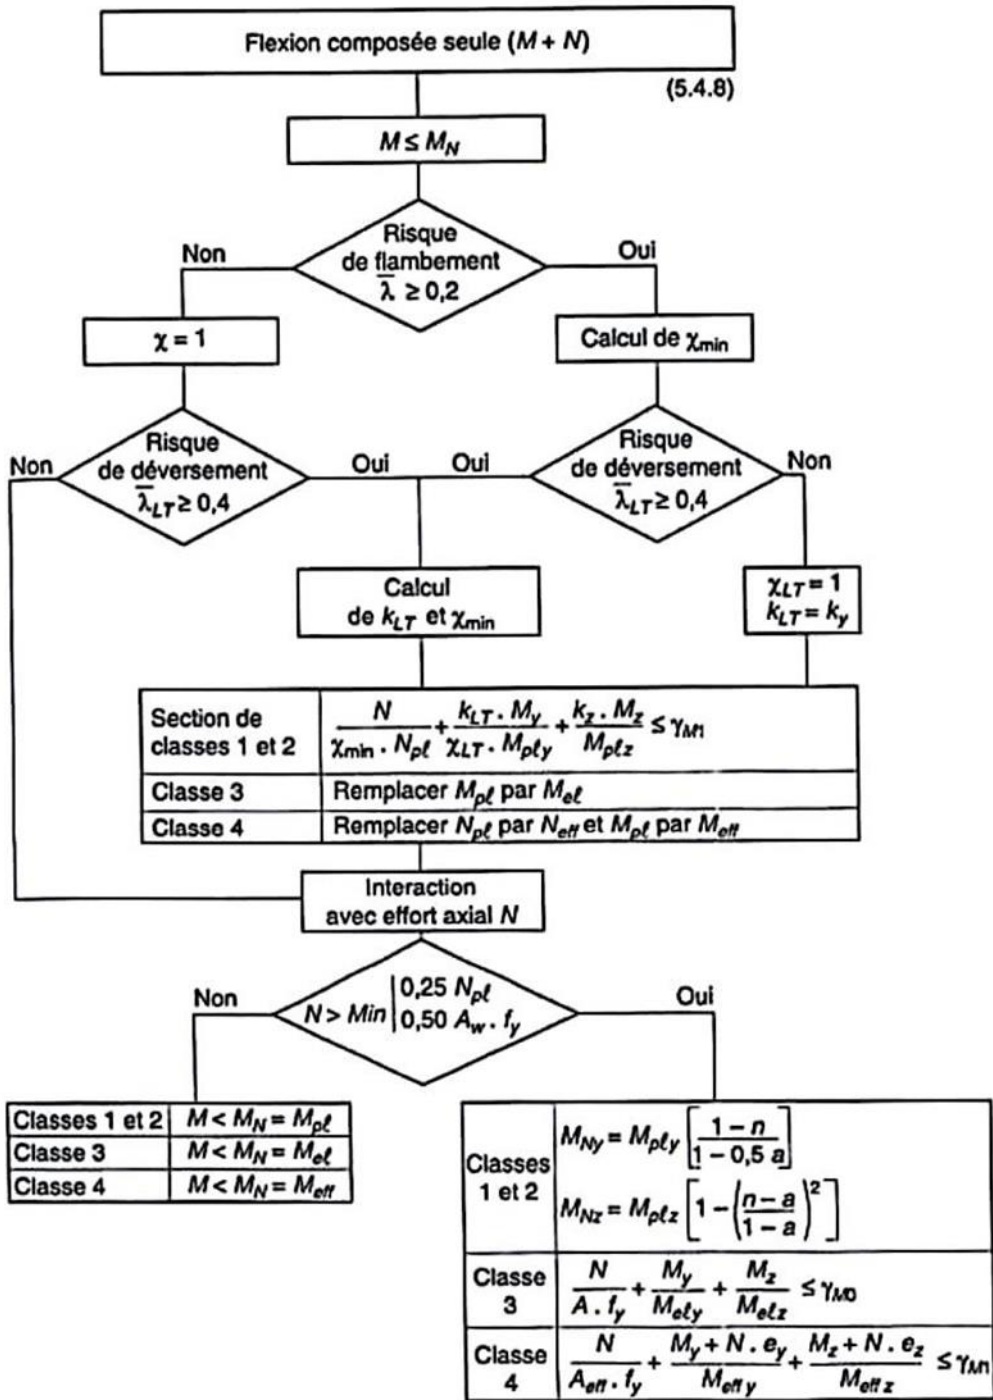 Flexion composée seule (M + N)
(5.4.8)
M ≤ M_N
Risque
de flambement
λ̅ ≥ 0,2
Non
Oui
χ = 1
Calcul de χ_min
Risque
de déversement
λ̅_LT ≥ 0,4
Non
Oui
Risque
de déversement
λ̅_LT ≥ 0,4
Oui
Non
Calcul
de k_LT et χ_min
χ_LT = 1
k_LT = k_y
Section de
classes 1 et 2
N / (χ_min . N_pℓ) + (k_LT . M_y) / (χ_LT . M_pℓy) + (k_z . M_z) / M_pℓz ≤ γ_M1
Classe 3
Remplacer M_pℓ par M_eℓ
Classe 4
Remplacer N_pℓ par N_eff et M_pℓ par M_eff
Interaction
avec effort axial N
N > Min | 0,25 N_pℓ
0,50 A_w . f_y
Non
Oui
Classes 1 et 2 M < M_N = M_pℓ
Classe 3 M < M_N = M_eℓ
Classe 4 M < M_N = M_eff
Classes
1 et 2
M_Ny = M_pℓy [(1 – n) / (1 – 0,5 a)]
M_Nz = M_pℓz [1 – ((n – a) / (1 – a))²]
Classe
3
N / (A . f_y) + M_y / M_eℓy + M_z / M_eℓz ≤ γ_M0
Classe
4
N / (A_eff . f_y) + (M_y + N . e_y) / M_eff y + (M_z + N . e_z) / M_eff z ≤ γ_M1